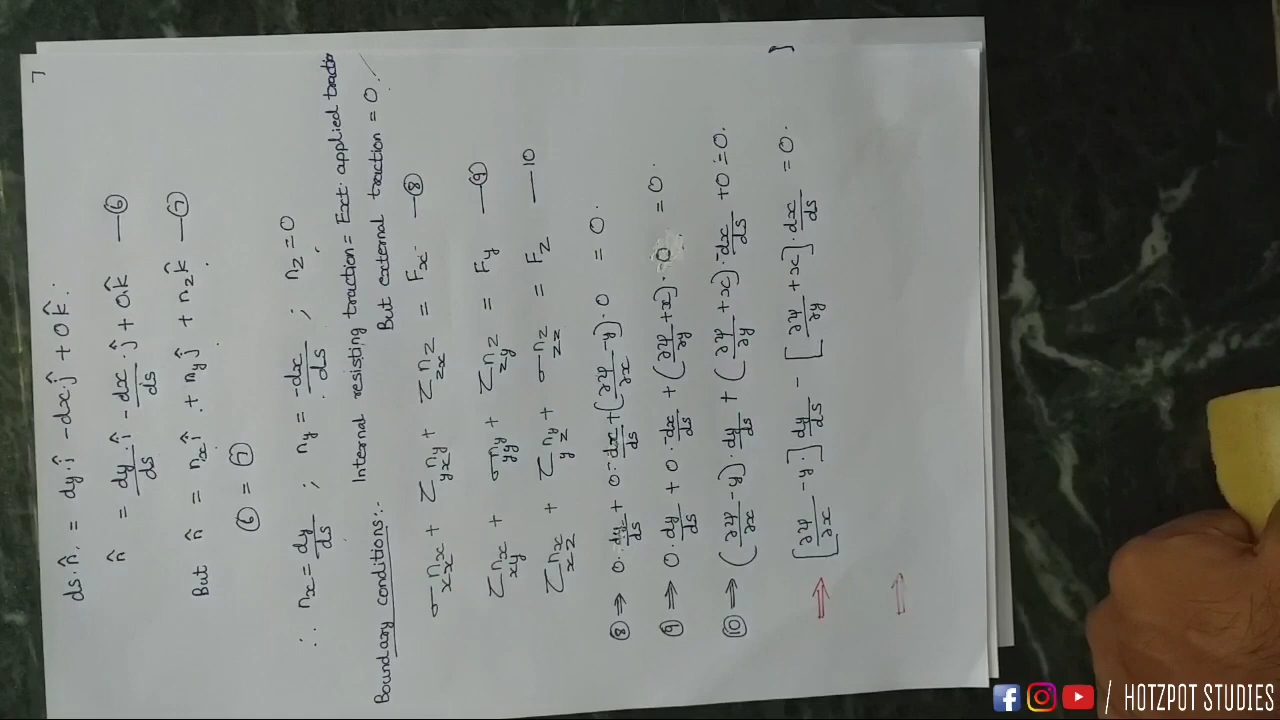 7
ds.n̂. = dy.î - dx.ĵ + 0k̂.
n̂ = dy/ds.î - dx/ds.ĵ + 0k̂ —⑥
But n̂ = nxî + nyĵ + nzk̂ —⑦
⑥ = ⑦
∴ nx = dy/ds ; ny = -dx/ds ; nz = 0
Boundary conditions:- Internal resisting traction = Ext. applied traction
But external traction = 0.
σxx nx + τyx ny + τzx nz = Fx —⑧
τxy nx + σyy ny + τzy nz = Fy —⑨
τxz nx + τyz ny + σzz nz = Fz —10
⑧ ⇒ 0.dy/ds + 0.-dx/ds + (∂ψ/∂x - y).0 = 0.
⑨ ⇒ 0.dy/ds + 0.-dx/ds + (∂ψ/∂y + x).0 = 0.
⑩ ⇒ (∂ψ/∂x - y).dy/ds + (∂ψ/∂y + x).-dx/ds + 0 = 0.
⇒ [∂ψ/∂x - y.]dy/ds - [∂ψ/∂y + x].dx/ds = 0.
⇒
/ HOTZPOT STUDIES